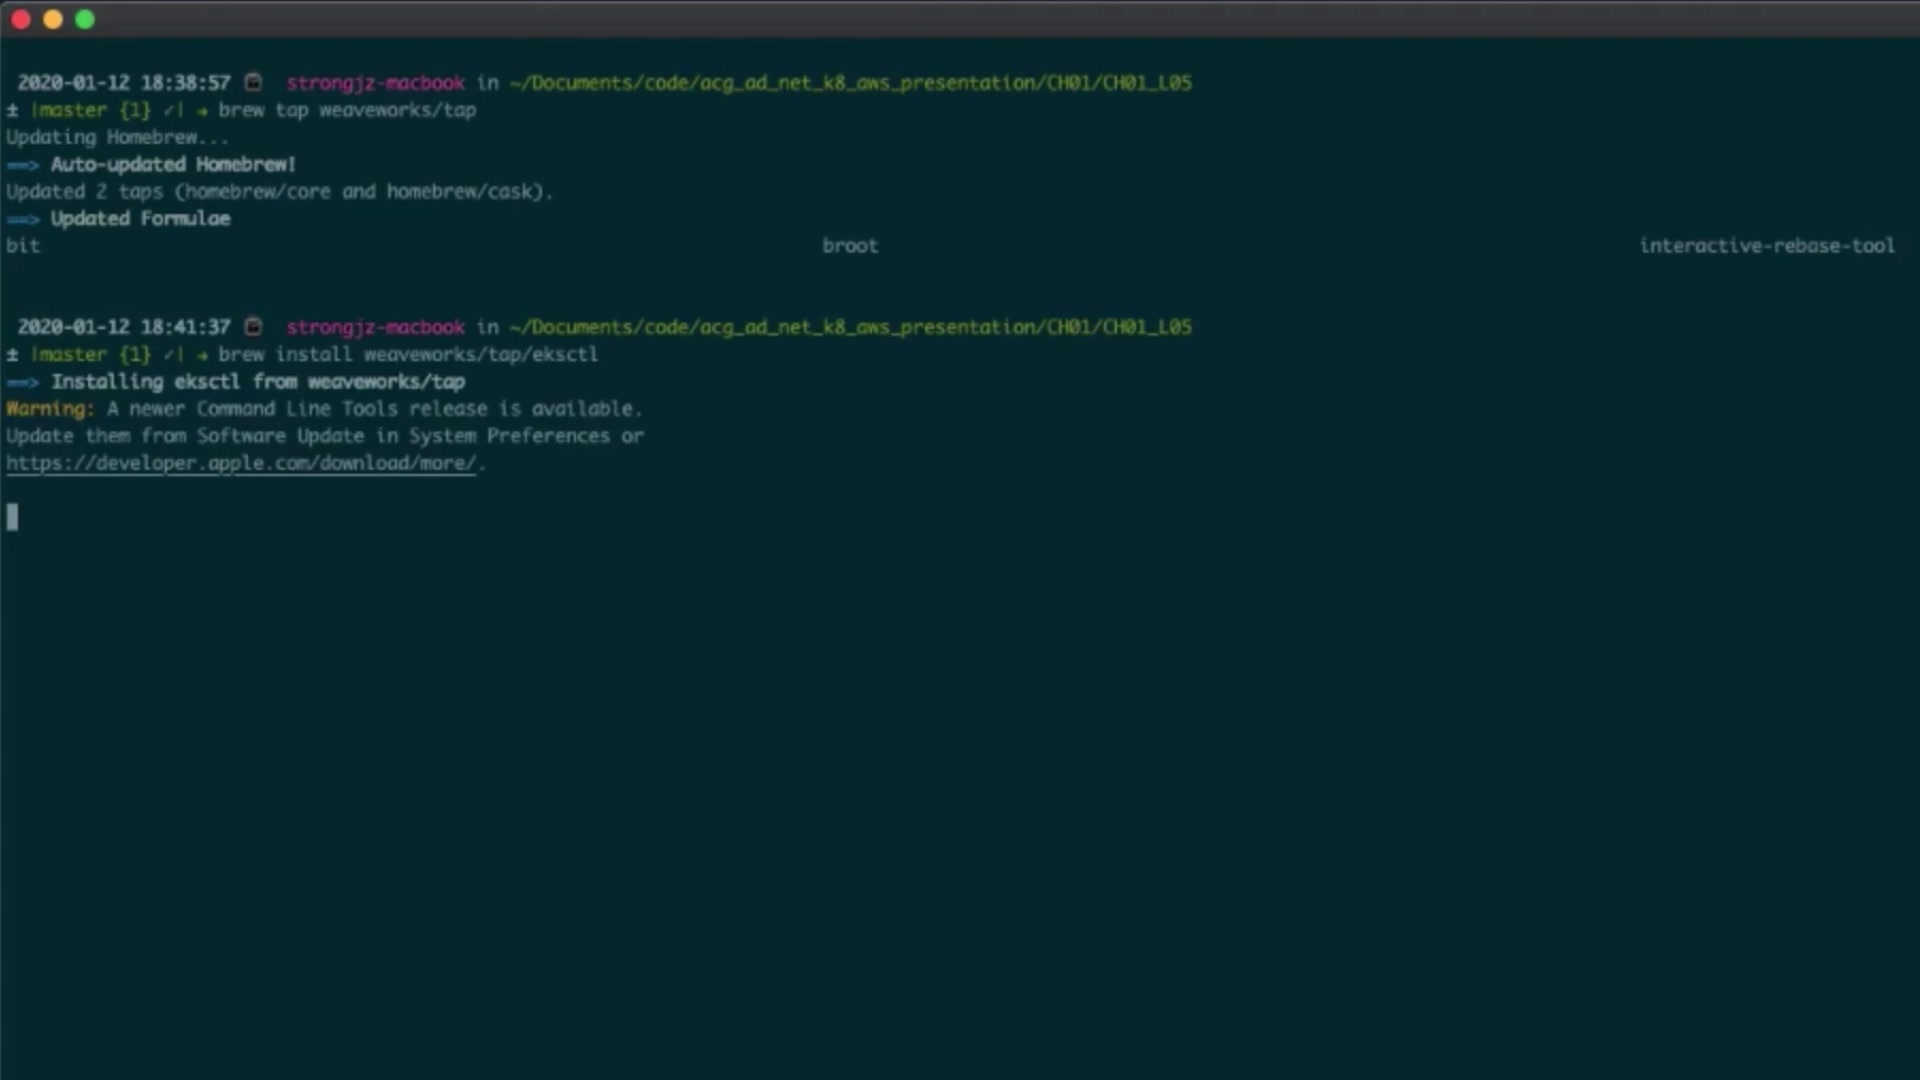 2020-01-12 18:38:57 strongjz-macbook in ~/Documents/code/acg_ad_net_k8_aws_presentation/CH01/CH01_L05
± |master {1} ✓| → brew tap weaveworks/tap
Updating Homebrew...
==> Auto-updated Homebrew!
Updated 2 taps (homebrew/core and homebrew/cask).
==> Updated Formulae
bit broot interactive-rebase-tool
2020-01-12 18:41:37 strongjz-macbook in ~/Documents/code/acg_ad_net_k8_aws_presentation/CH01/CH01_L05
± |master {1} ✓| → brew install weaveworks/tap/eksctl
==> Installing eksctl from weaveworks/tap
Warning: A newer Command Line Tools release is available.
Update them from Software Update in System Preferences or
https://developer.apple.com/download/more/.